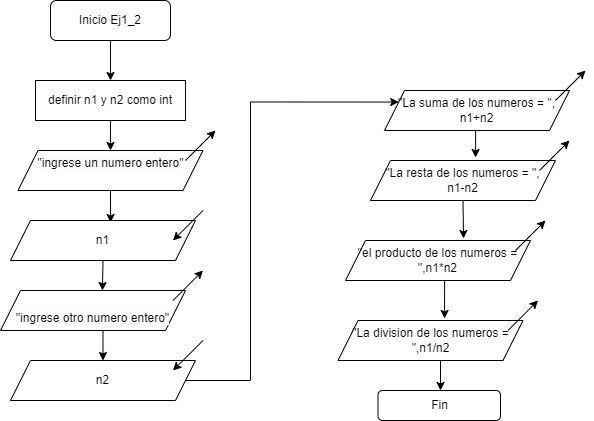 Inicio Ej1_2
definir n1 y n2 como int
"ingrese un numero entero"
n1
"ingrese otro numero entero"
n2
"La suma de los numeros = ",
n1+n2
"La resta de los numeros = ",
n1-n2
"el producto de los numeros =
",n1*n2
"La division de los numeros =
",n1/n2
Fin